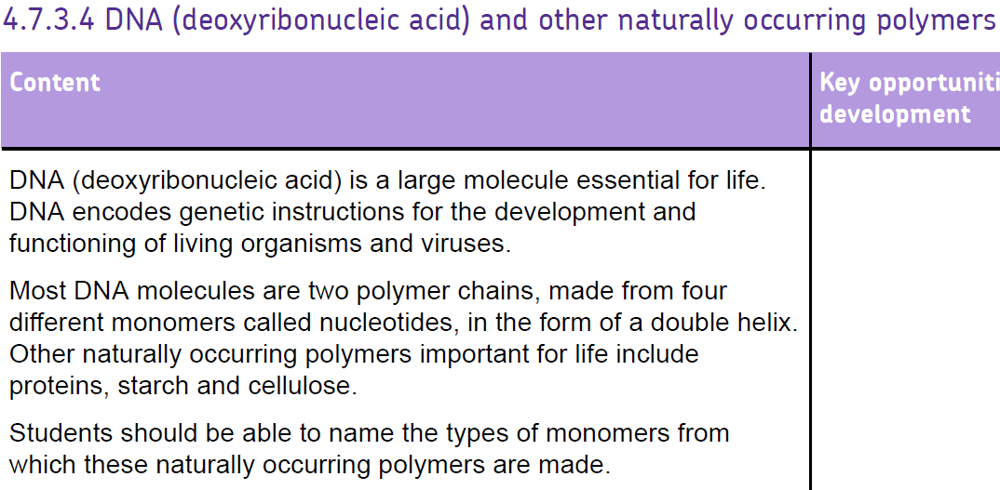 4.7.3.4 DNA (deoxyribonucleic acid) and other naturally occurring polymers
Content
Key opportuniti
development
DNA (deoxyribonucleic acid) is a large molecule essential for life.
DNA encodes genetic instructions for the development and
functioning of living organisms and viruses.
Most DNA molecules are two polymer chains, made from four
different monomers called nucleotides, in the form of a double helix.
Other naturally occurring polymers important for life include
proteins, starch and cellulose.
Students should be able to name the types of monomers from
which these naturally occurring polymers are made.